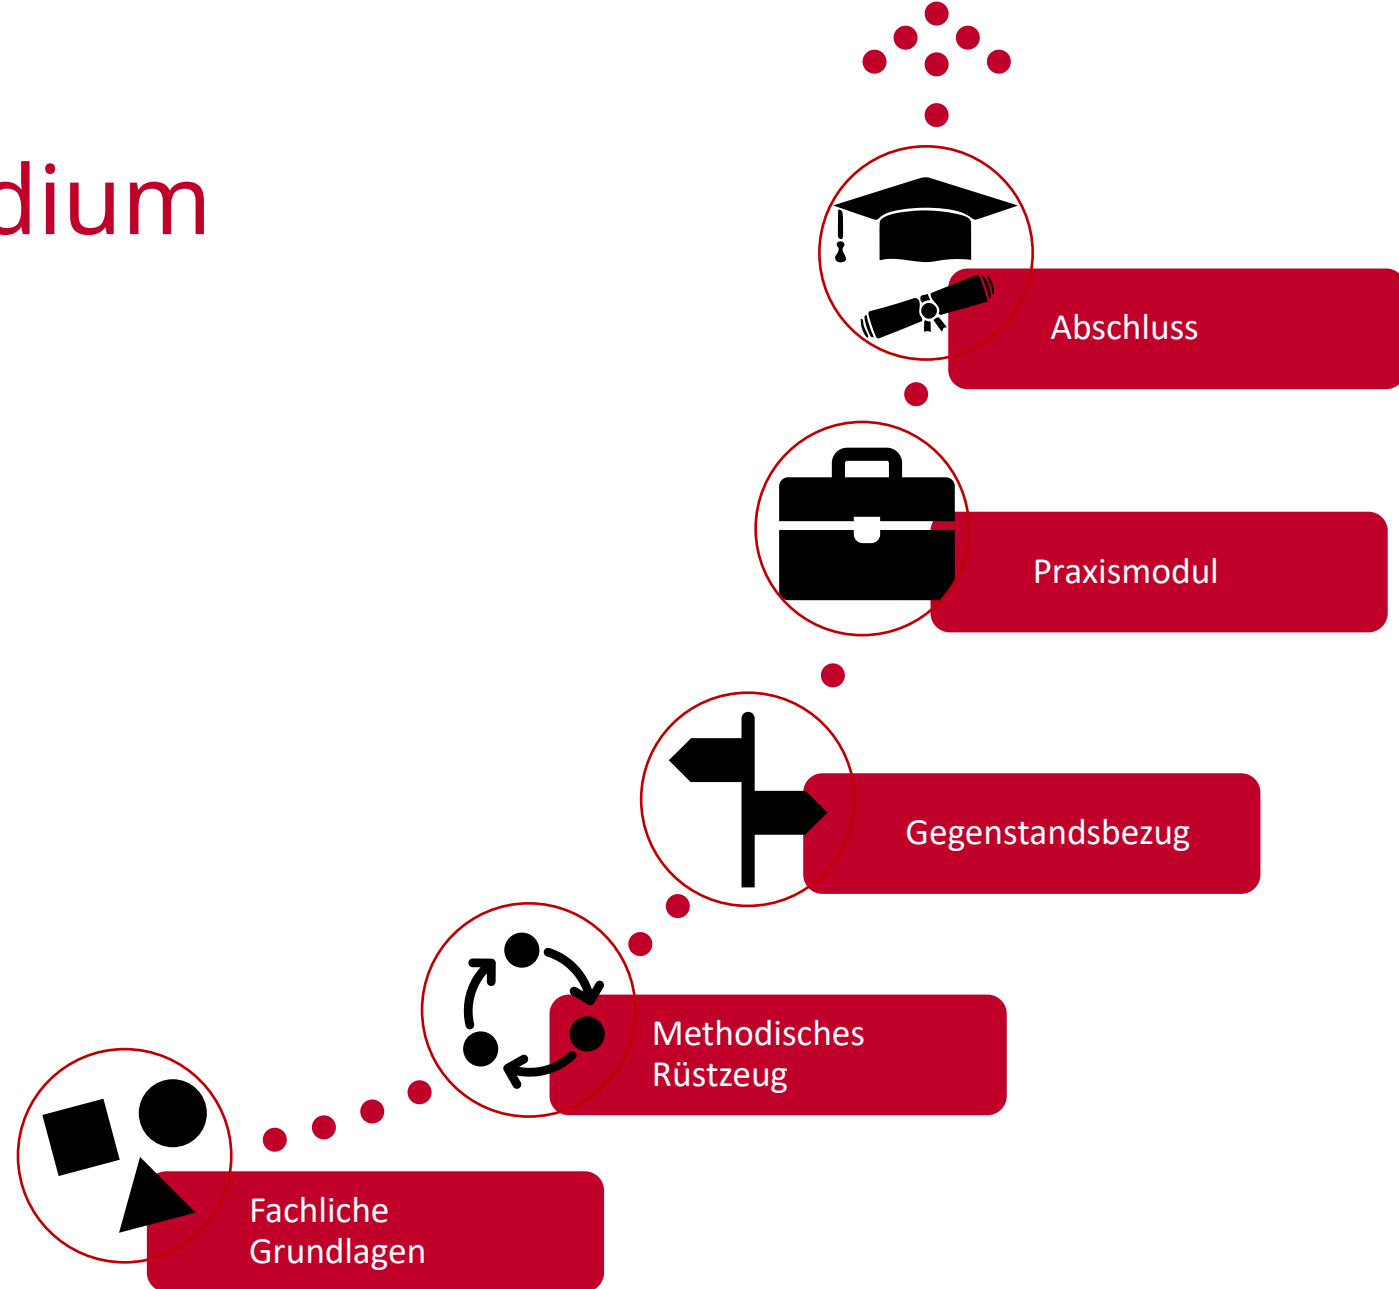 dium
Abschluss
Praxismodul
Gegenstandsbezug
Methodisches
Rüstzeug
Fachliche
Grundlagen